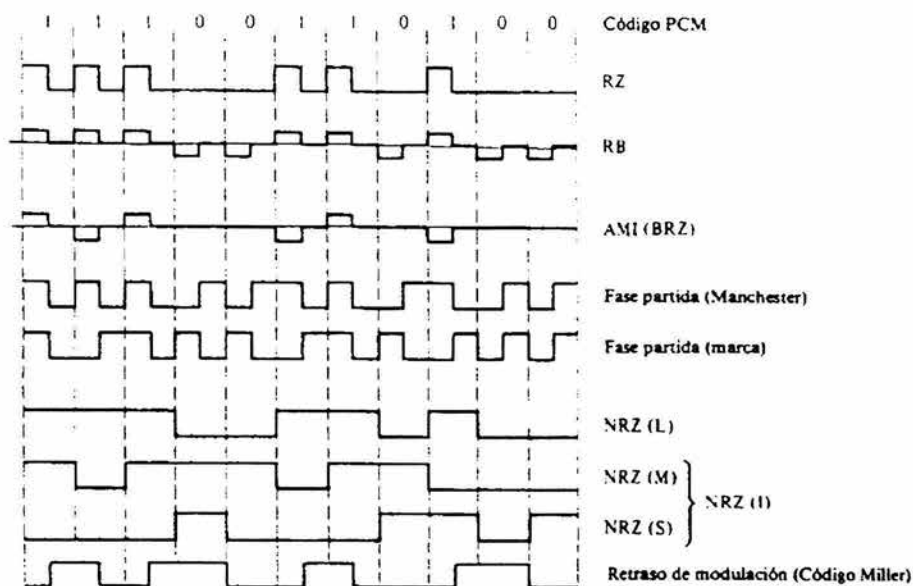 1 1 1 0 0 1 1 0 1 0 0 Código PCM
RZ
RB
AMI (BRZ)
Fase partida (Manchester)
Fase partida (marca)
NRZ (L)
NRZ (M)
NRZ (I)
NRZ (S)
Retraso de modulación (Código Miller)